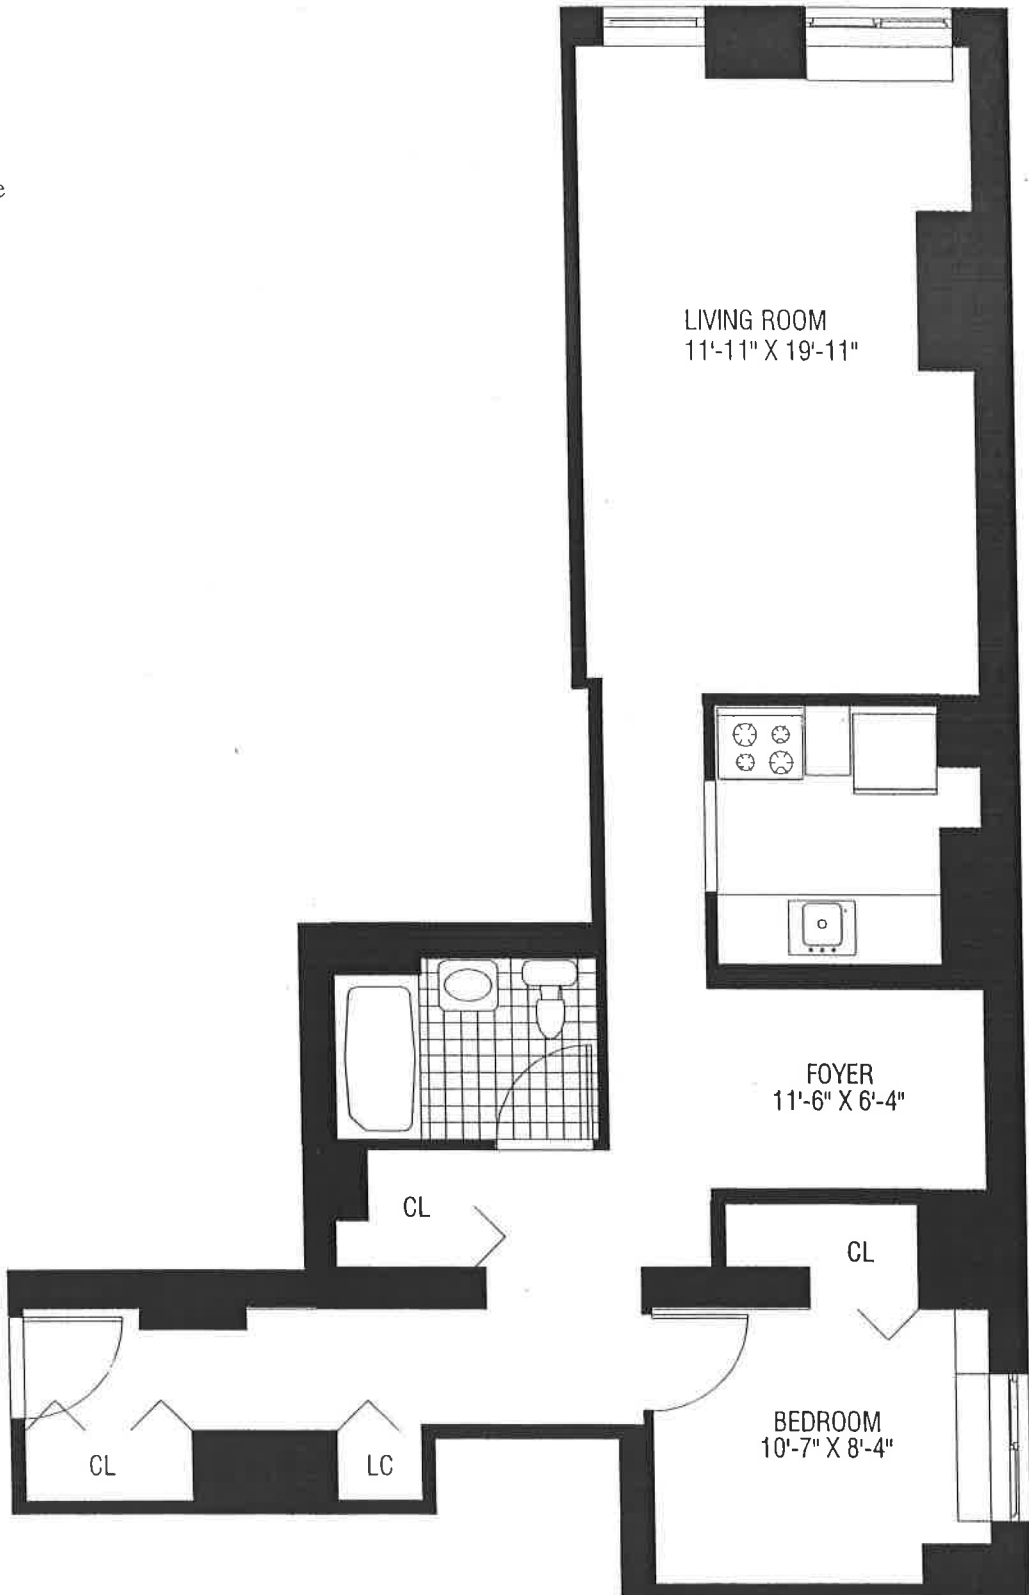 e
LIVING ROOM
11'-11" X 19'-11"
FOYER
11'-6" X 6'-4"
CL
CL
BEDROOM
10'-7" X 8'-4"
CL
LC